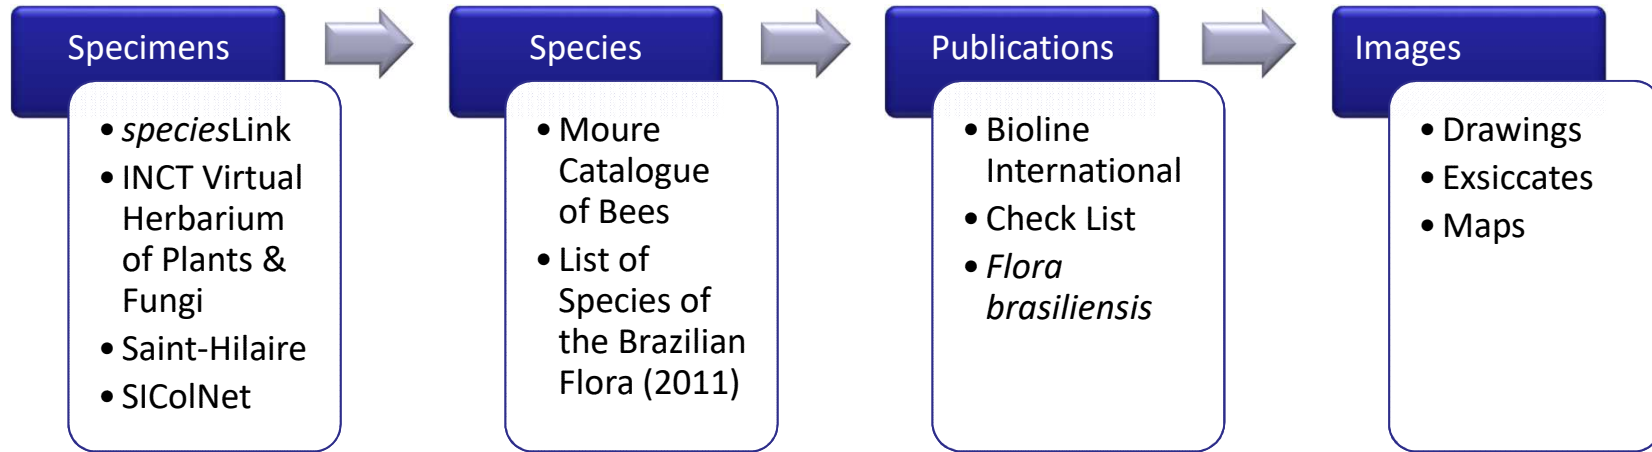 Specimens
• speciesLink
• INCT Virtual
Herbarium
of Plants &
Fungi
• Saint-Hilaire
• SIColNet
Species
• Moure
Catalogue
of Bees
• List of
Species of
the Brazilian
Flora (2011)
Publications
• Bioline
International
• Check List
• Flora
brasiliensis
Images
• Drawings
• Exsiccates
• Maps